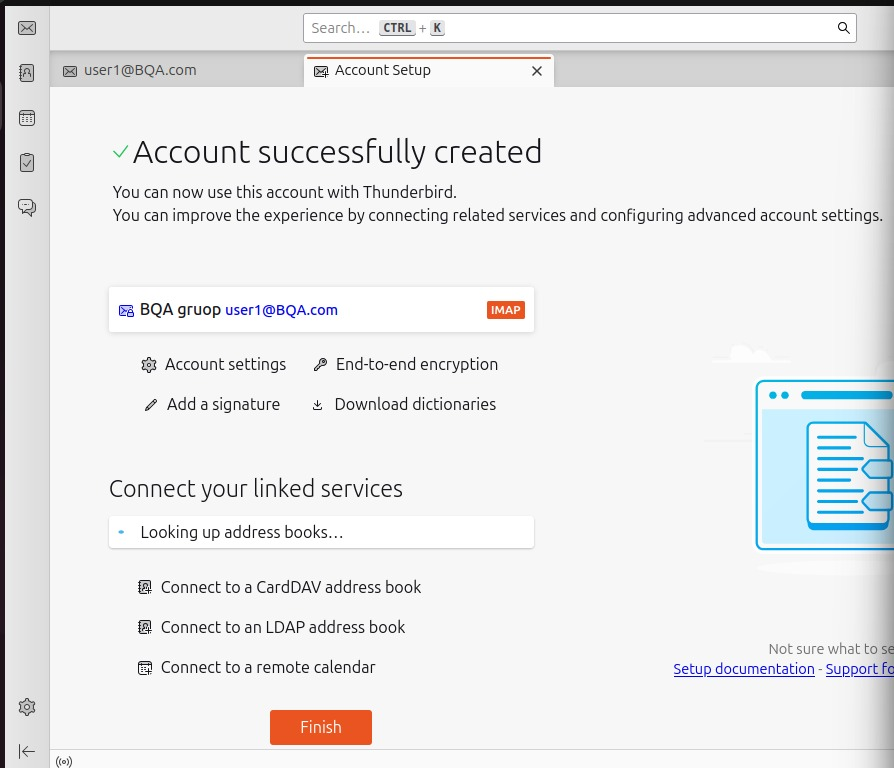 Search... CTRL + K
user1@BQA.com
Account Setup
Account successfully created
You can now use this account with Thunderbird.
You can improve the experience by connecting related services and configuring advanced account settings.
BQA gruop user1@BQA.com IMAP
Account settings
End-to-end encryption
Add a signature
Download dictionaries
Connect your linked services
Looking up address books...
Connect to a CardDAV address book
Connect to an LDAP address book
Connect to a remote calendar
Not sure what to se
Setup documentation - Support fo
Finish